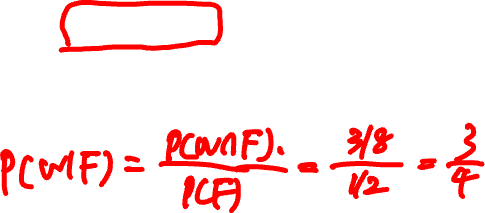 P(W|F) = P(W∩F). / P(F) = 3/8 / 1/2 = 3/4